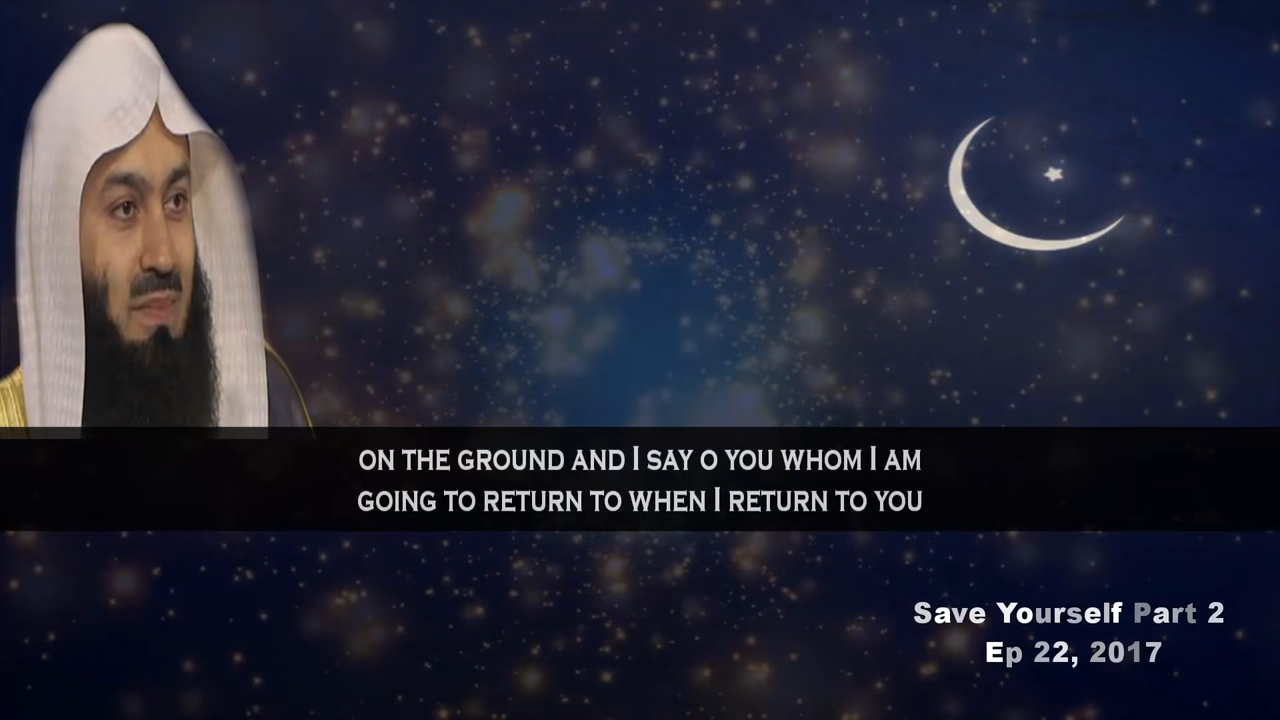 ON THE GROUND AND I SAY O YOU WHOM I AM
GOING TO RETURN TO WHEN I RETURN TO YOU
Save Yourself Part 2
Ep 22, 2017